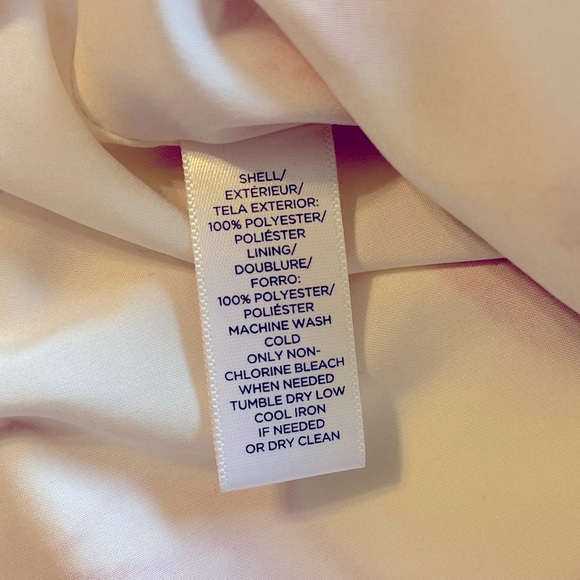 SHELL/
EXTÉRIEUR/
TELA EXTERIOR:
100% POLYESTER/
POLIÉSTER
LINING/
DOUBLURE/
FORRO:
100% POLYESTER/
POLIÉSTER
MACHINE WASH
COLD
ONLY NON-
CHLORINE BLEACH
WHEN NEEDED
TUMBLE DRY LOW
COOL IRON
IF NEEDED
OR DRY CLEAN